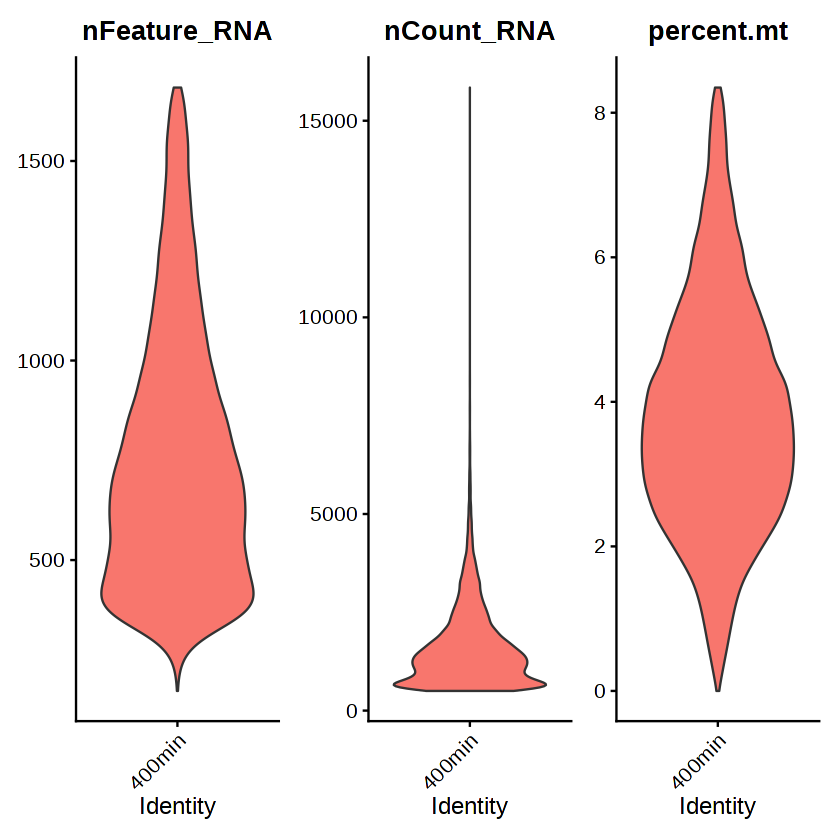 nFeature_RNA
1500
1000
500
400min
Identity
nCount_RNA
15000
10000
5000
0
400min
Identity
percent.mt
8
6
4
2
0
400min
Identity